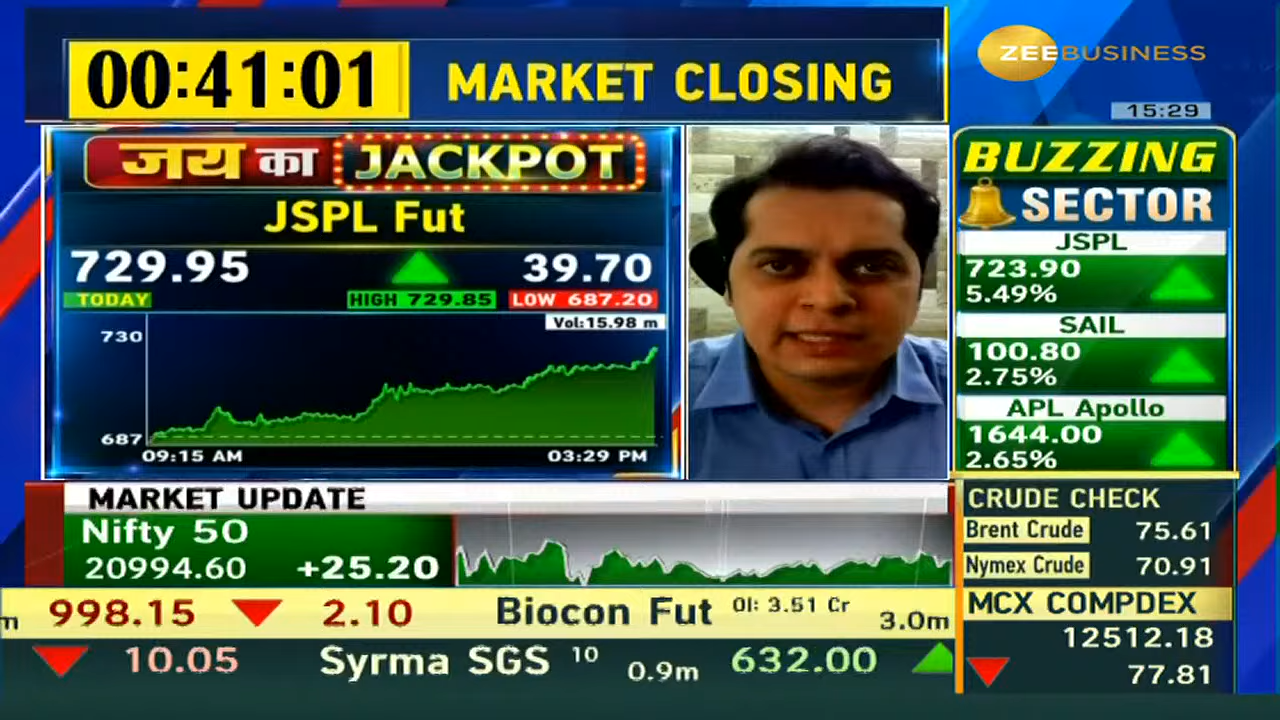 00:41:01 MARKET CLOSING
ZEEBUSINESS
15:29
जय का JACKPOT
JSPL Fut
729.95 39.70
TODAY HIGH 729.85 LOW 687.20
Vol:15.98 m
730
687
09:15 AM 03:29 PM
BUZZING
SECTOR
JSPL
723.90
5.49%
SAIL
100.80
2.75%
APL Apollo
1644.00
2.65%
MARKET UPDATE
Nifty 50
20994.60 +25.20
CRUDE CHECK
Brent Crude 75.61
Nymex Crude 70.91
MCX COMPDEX
12512.18
77.81
m 998.15 2.10 Biocon Fut OI: 3.51 Cr 3.0m
10.05 Syrma SGS 10 0.9m 632.00